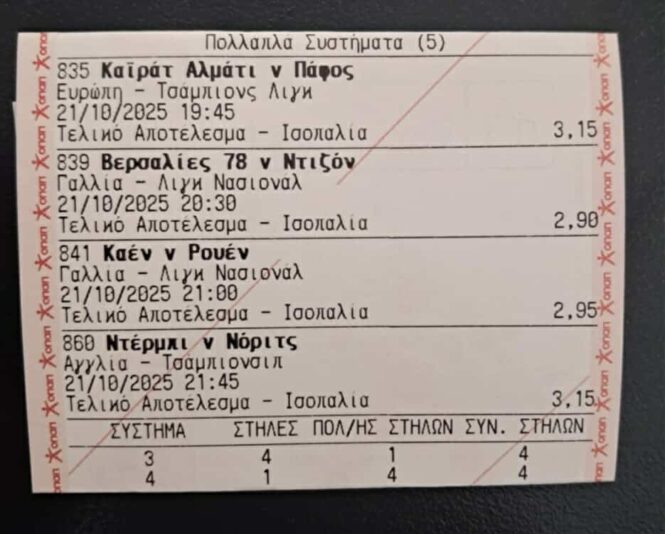 Πολλαπλά Συστήματα (5)
835 Καϊράτ Αλμάτι v Πάφος
Ευρώπη - Τσάμπιονς Λιγκ
21/10/2025 19:45
Τελικό Αποτέλεσμα - Ισοπαλία 3,15
839 Βερσαλίες 78 v Ντιζόν
Γαλλία - Λιγκ Νασιονάλ
21/10/2025 20:30
Τελικό Αποτέλεσμα - Ισοπαλία 2,90
841 Καέν v Ρουέν
Γαλλία - Λιγκ Νασιονάλ
21/10/2025 21:00
Τελικό Αποτέλεσμα - Ισοπαλία 2,95
860 Ντέρμπι v Νόριτς
Αγγλία - Τσάμπιονσιπ
21/10/2025 21:45
Τελικό Αποτέλεσμα - Ισοπαλία 3,15
ΣΥΣΤΗΜΑ ΣΤΗΛΕΣ ΠΟΛ/ΗΣ ΣΤΗΛΩΝ ΣΥΝ. ΣΤΗΛΩΝ
3 4 1 4
4 1 4 4